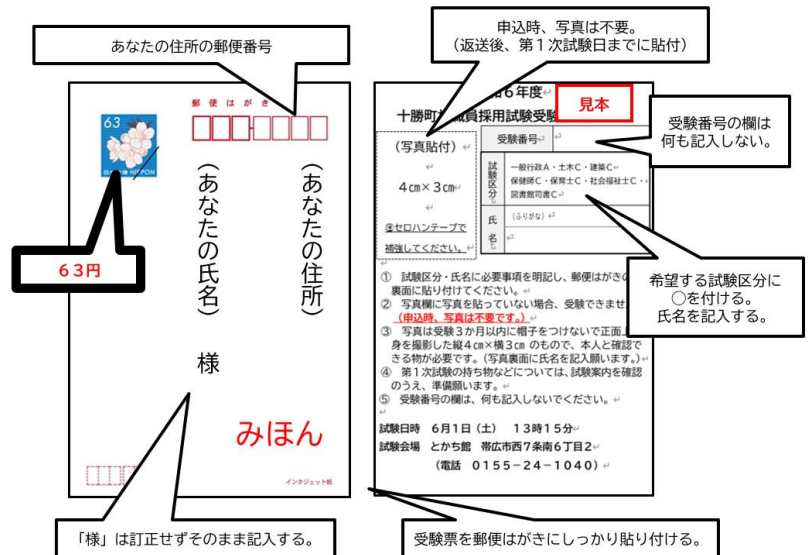 あなたの住所の郵便番号
申込時、写真は不要。
（返送後、第１次試験日までに貼付）
郵便はがき
63
NIPPON
（あなたの住所）
（あなたの氏名） 様
６３円
みほん
インクジェット紙
「様」は訂正せずそのまま記入する。
６年度
見本
十勝町
員採用試験受験
（写真貼付）
４㎝×３㎝
セロハンテープで
補強してください。
受験番号
試験区分
一般行政Ａ・土木Ｃ・建築Ｃ
保健師Ｃ・保育士Ｃ・社会福祉士Ｃ・
図書館司書Ｃ
氏名
（ふりがな）
受験番号の欄は
何も記入しない。
希望する試験区分に
○を付ける。
氏名を記入する。
① 試験区分・氏名に必要事項を明記し、郵便はがきの
裏面に貼り付けてください。
② 写真欄に写真を貼っていない場合、受験できませ
（申込時、写真は不要です。）
③ 写真は受験３か月以内に帽子をつけないで正面上
身を撮影した縦４㎝×横３㎝ のもので、本人と確認で
きる物が必要です。（写真裏面に氏名を記入願います。）
④ 第１次試験の持ち物などについては、試験案内を確認
のうえ、準備願います。
⑤ 受験番号の欄は、何も記入しないでください。
試験日時 ６月１日（土） １３時１５分
試験会場 とかち館 帯広市西７条南６丁目２
（電話 ０１５５－２４－１０４０）
受験票を郵便はがきにしっかり貼り付ける。